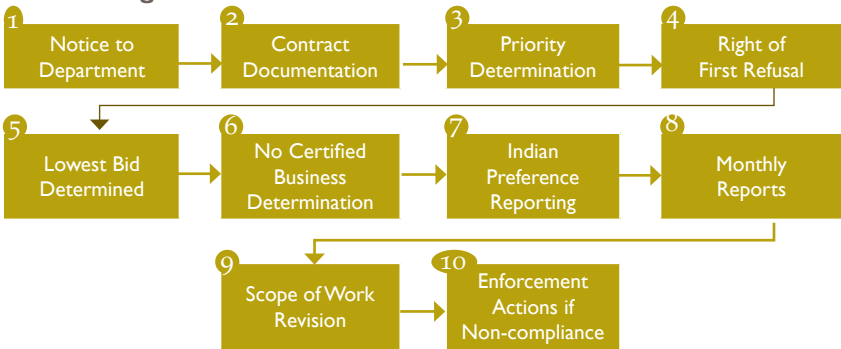 1
Notice to
Department
2
Contract
Documentation
3
Priority
Determination
4
Right of
First Refusal
5
Lowest Bid
Determined
6
No Certified
Business
Determination
7
Indian
Preference
Reporting
8
Monthly
Reports
9
Scope of Work
Revision
10
Enforcement
Actions if
Non-compliance